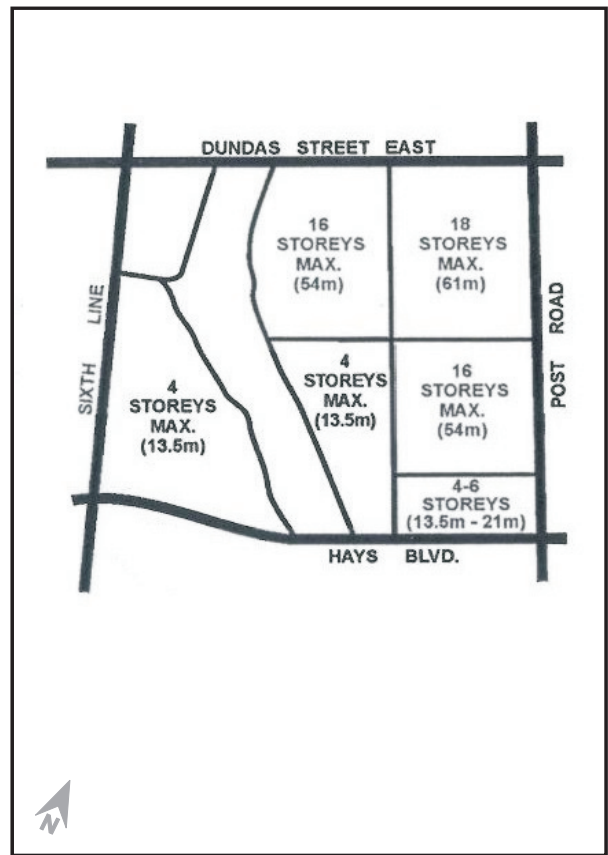 DUNDAS STREET EAST
16
STOREYS
MAX.
(54m)
18
STOREYS
MAX.
(61m)
SIXTH LINE
4
STOREYS
MAX.
(13.5m)
4
STOREYS
MAX.
(13.5m)
16
STOREYS
MAX.
(54m)
POST ROAD
4-6
STOREYS
(13.5m - 21m)
HAYS BLVD.
N